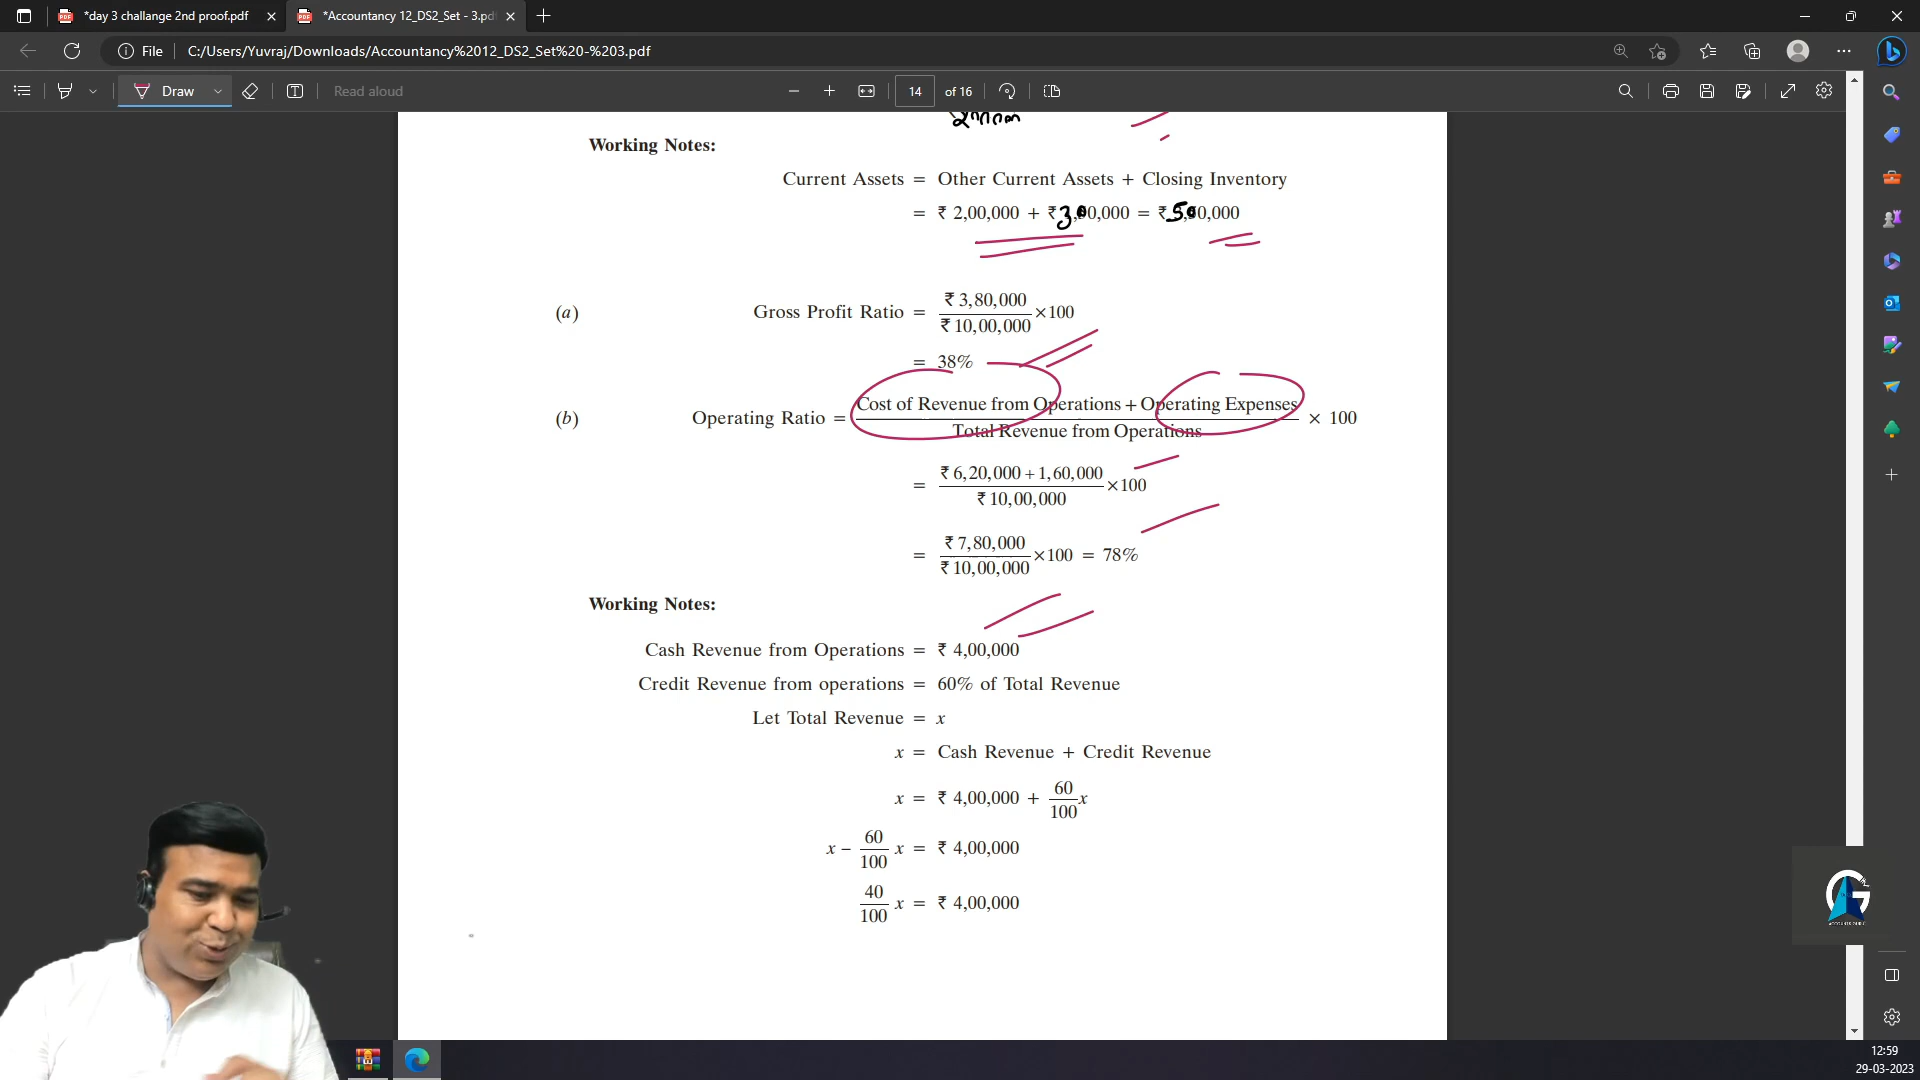 *day 3 challange 2nd proof.pdf
*Accountancy 12_DS2_Set - 3.pdf
File C:/Users/Yuvraj/Downloads/Accountancy%2012_DS2_Set%20-%203.pdf
Draw Read aloud 14 of 16
Working Notes:
Current Assets = Other Current Assets + Closing Inventory
= ₹ 2,00,000 + ₹ 30,000 = ₹ 50,000
(a) Gross Profit Ratio = ₹ 3,80,000 / ₹ 10,00,000 ×100
= 38%
(b) Operating Ratio = Cost of Revenue from Operations + Operating Expenses / Total Revenue from Operations × 100
= ₹ 6,20,000 + 1,60,000 / ₹ 10,00,000 ×100
= ₹ 7,80,000 / ₹ 10,00,000 ×100 = 78%
Working Notes:
Cash Revenue from Operations = ₹ 4,00,000
Credit Revenue from operations = 60% of Total Revenue
Let Total Revenue = x
x = Cash Revenue + Credit Revenue
x = ₹ 4,00,000 + 60/100 x
x – 60/100 x = ₹ 4,00,000
40/100 x = ₹ 4,00,000
12:59
29-03-2023